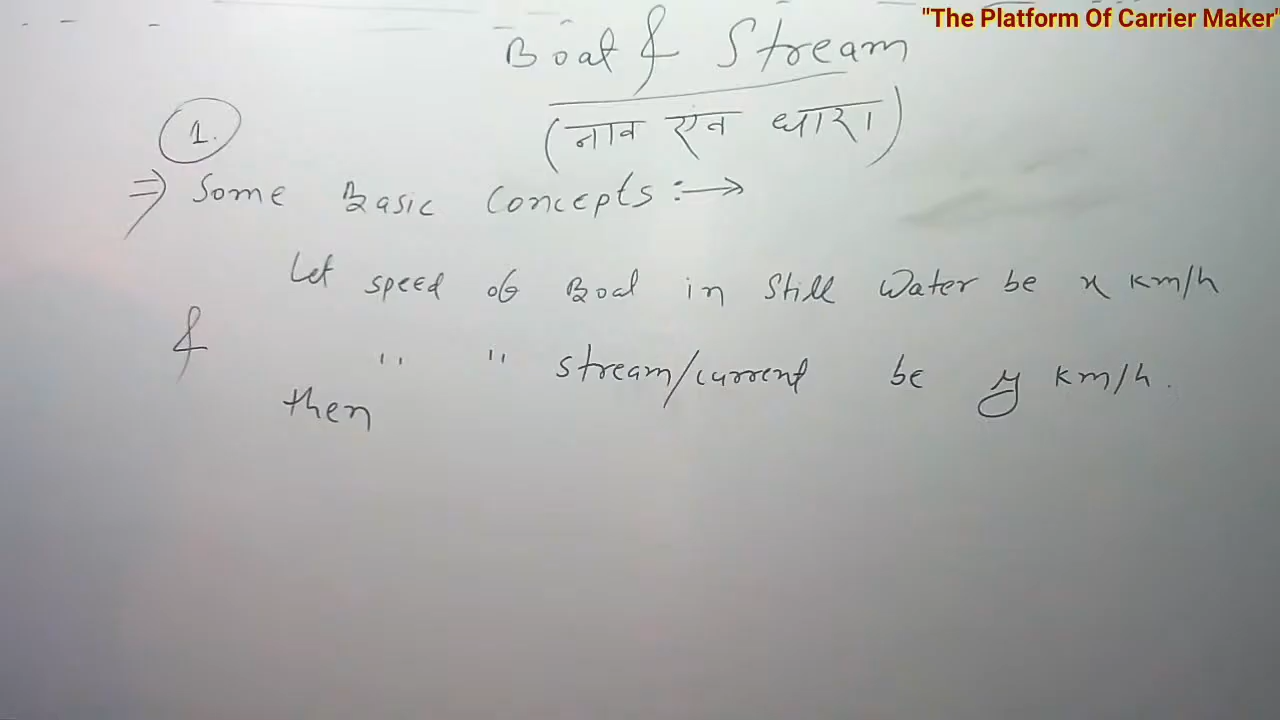 "The Platform Of Carrier Maker"
Boat & Stream
(नाव एंव धारा)
1.
⇒ Some Basic Concepts :→
Let speed of Boat in Still Water be x km/h
& " " stream/current be y km/h.
then